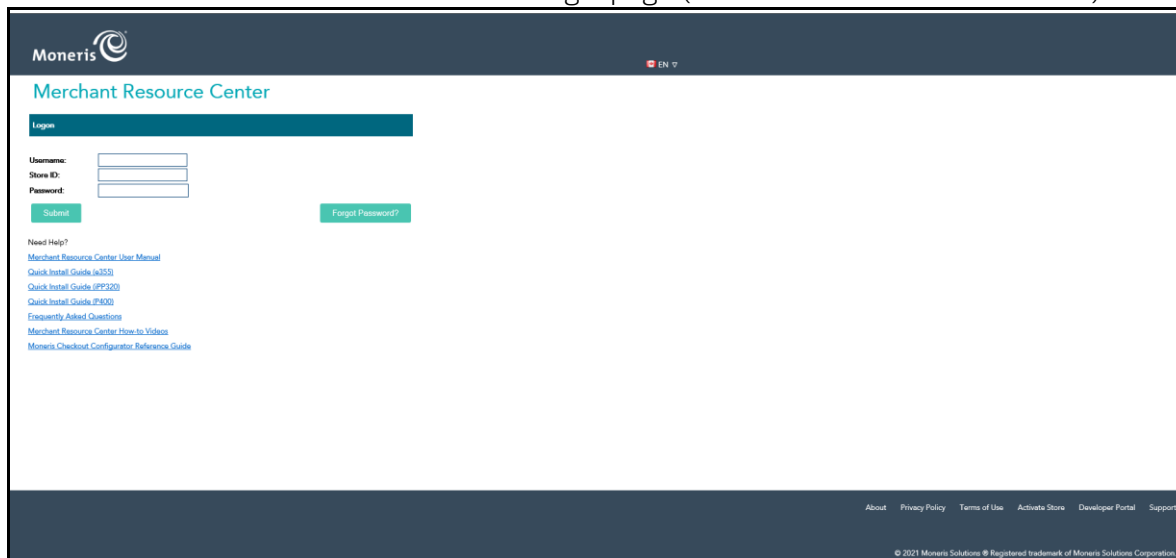 Moneris
EN
Merchant Resource Center
Logon
Username:
Store ID:
Password:
Submit Forgot Password?
Need Help?
Merchant Resource Center User Manual
Quick Install Guide (e355)
Quick Install Guide (iPP320)
Quick Install Guide (P400)
Frequently Asked Questions
Merchant Resource Center How-to Videos
Moneris Checkout Configurator Reference Guide
About Privacy Policy Terms of Use Activate Store Developer Portal Support
© 2021 Moneris Solutions ® Registered trademark of Moneris Solutions Corporation.